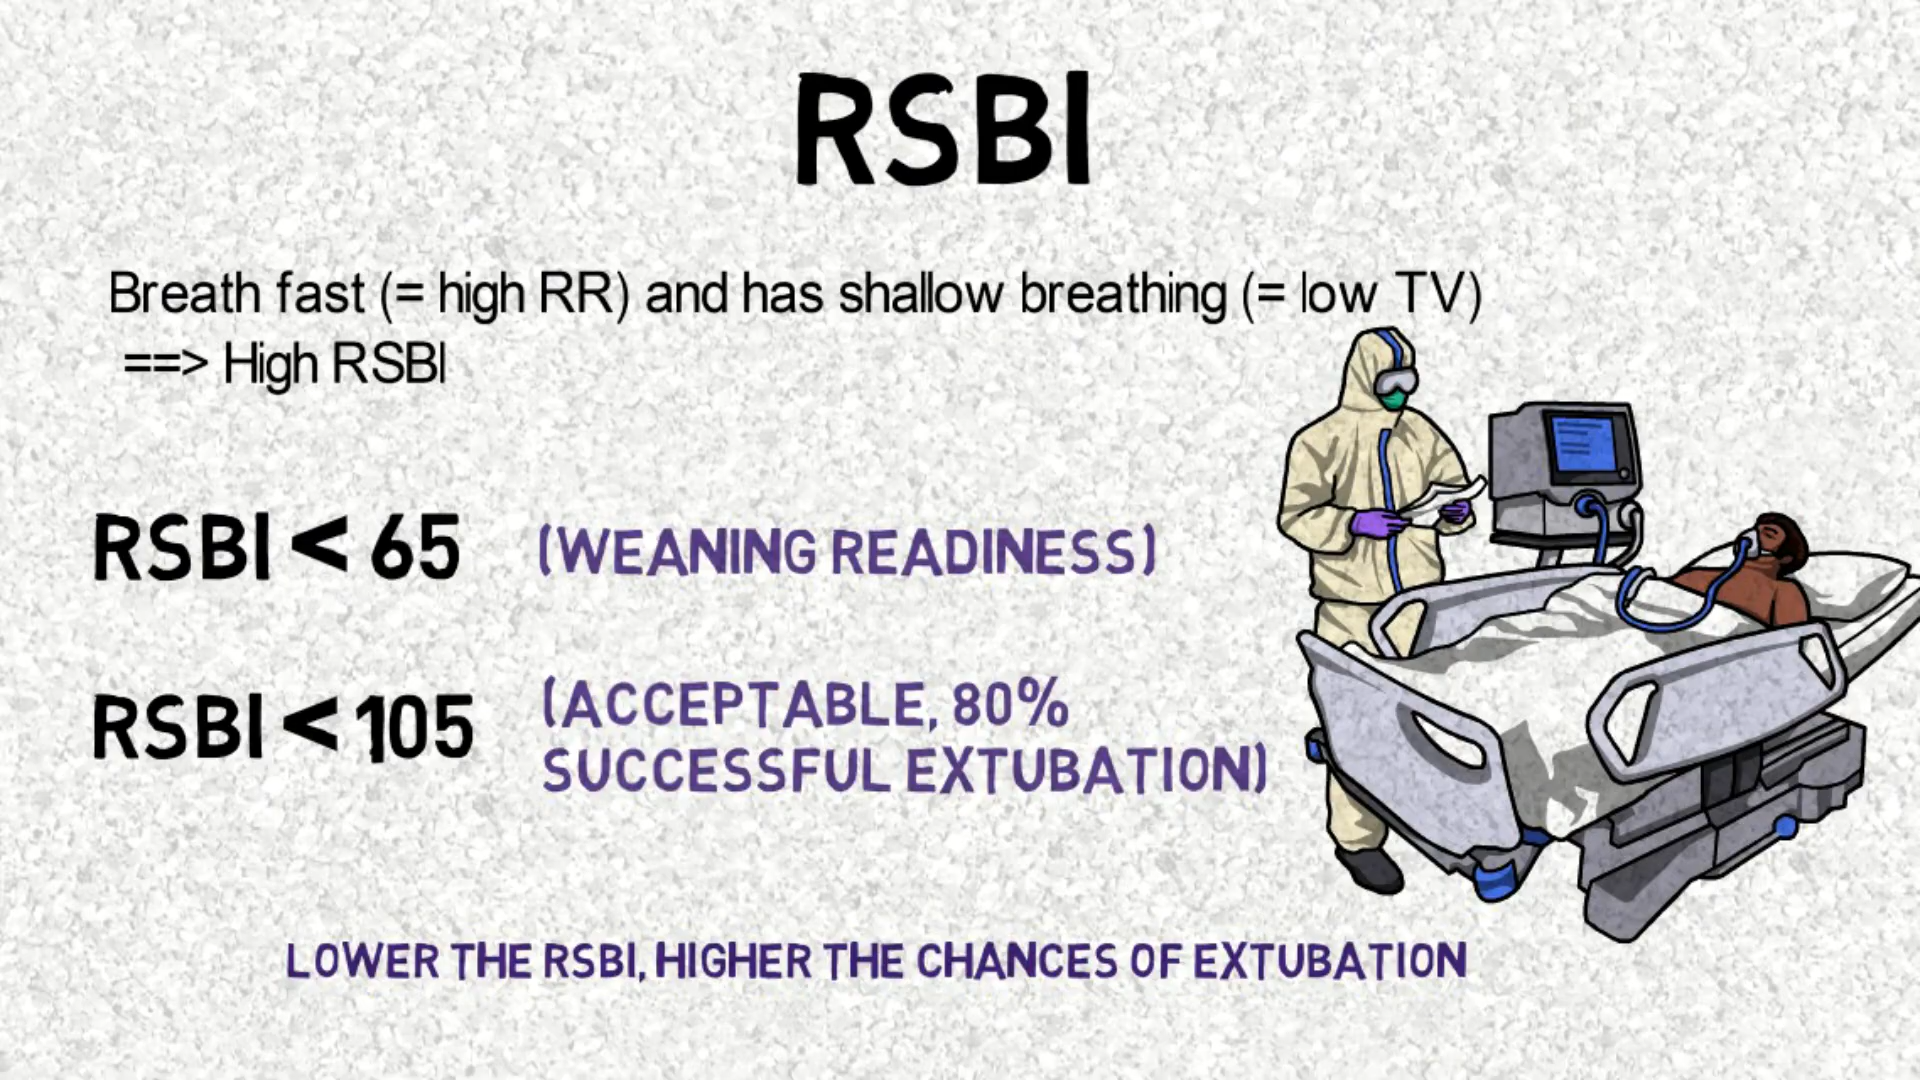 RSBI
Breath fast (= high RR) and has shallow breathing (= low TV)
==> High RSBI
RSBI < 65
(WEANING READINESS)
RSBI < 105
(ACCEPTABLE, 80%
SUCCESSFUL EXTUBATION)
LOWER THE RSBI, HIGHER THE CHANCES OF EXTUBATION